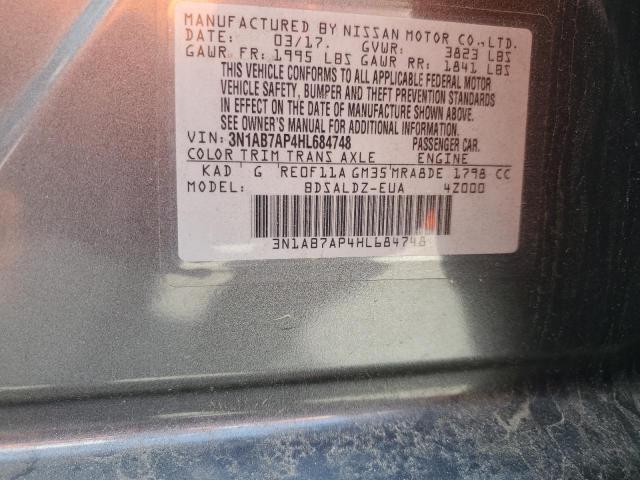 MANUFACTURED BY NISSAN MOTOR CO.,LTD.
DATE: 03/17. GVWR: 3823 LBS
GAWR FR: 1995 LBS GAWR RR: 1841 LBS
THIS VEHICLE CONFORMS TO ALL APPLICABLE FEDERAL MOTOR
VEHICLE SAFETY, BUMPER AND THEFT PREVENTION STANDARDS
IN EFFECT ON THE DATE OF MANUFACTURE SHOWN ABOVE.
SEE OWNER'S MANUAL FOR ADDITIONAL INFORMATION.
VIN: 3N1AB7AP4HL684748 PASSENGER CAR.
COLOR TRIM TRANS AXLE ENGINE
KAD G RE0F11A GM35 MRA8DE 1798 CC
MODEL: BDSALDZ-EUA 4Z000
3N1AB7AP4HL684748